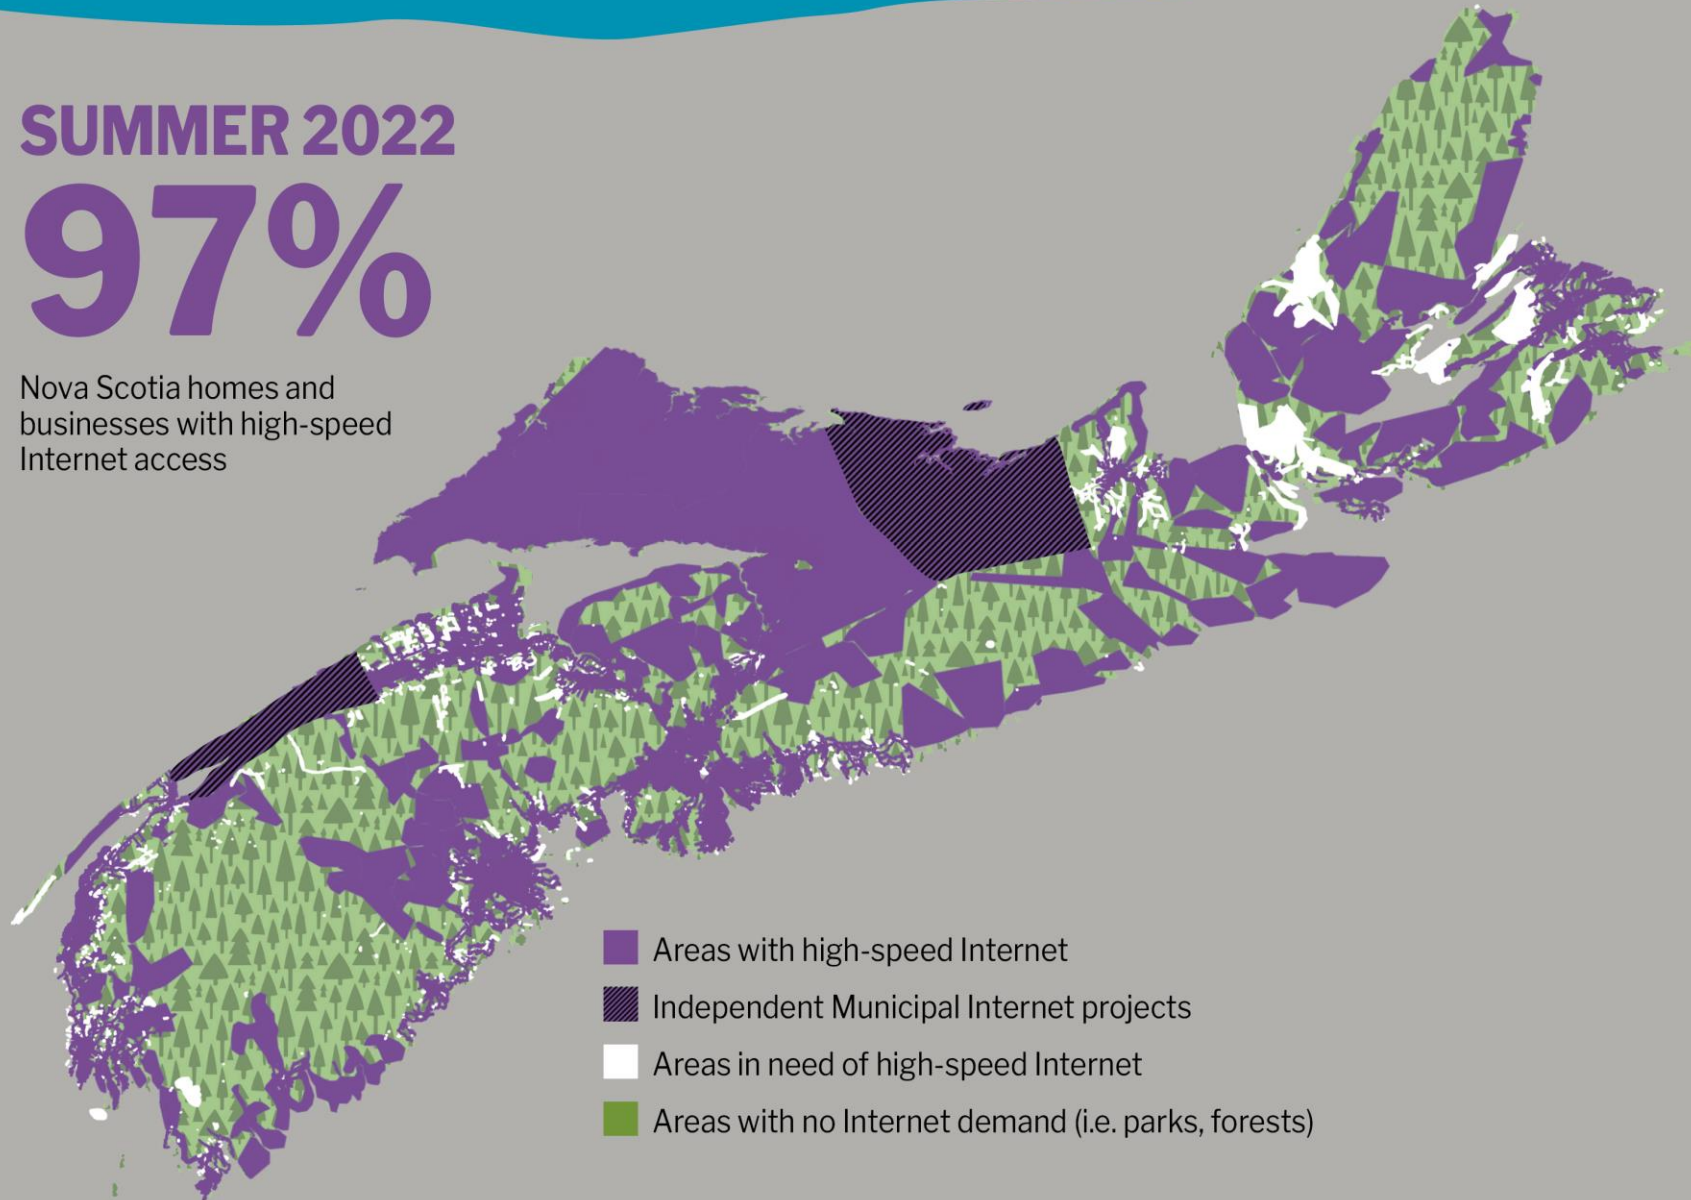 SUMMER 2022
97%
Nova Scotia homes and
businesses with high-speed
Internet access
Areas with high-speed Internet
Independent Municipal Internet projects
Areas in need of high-speed Internet
Areas with no Internet demand (i.e. parks, forests)